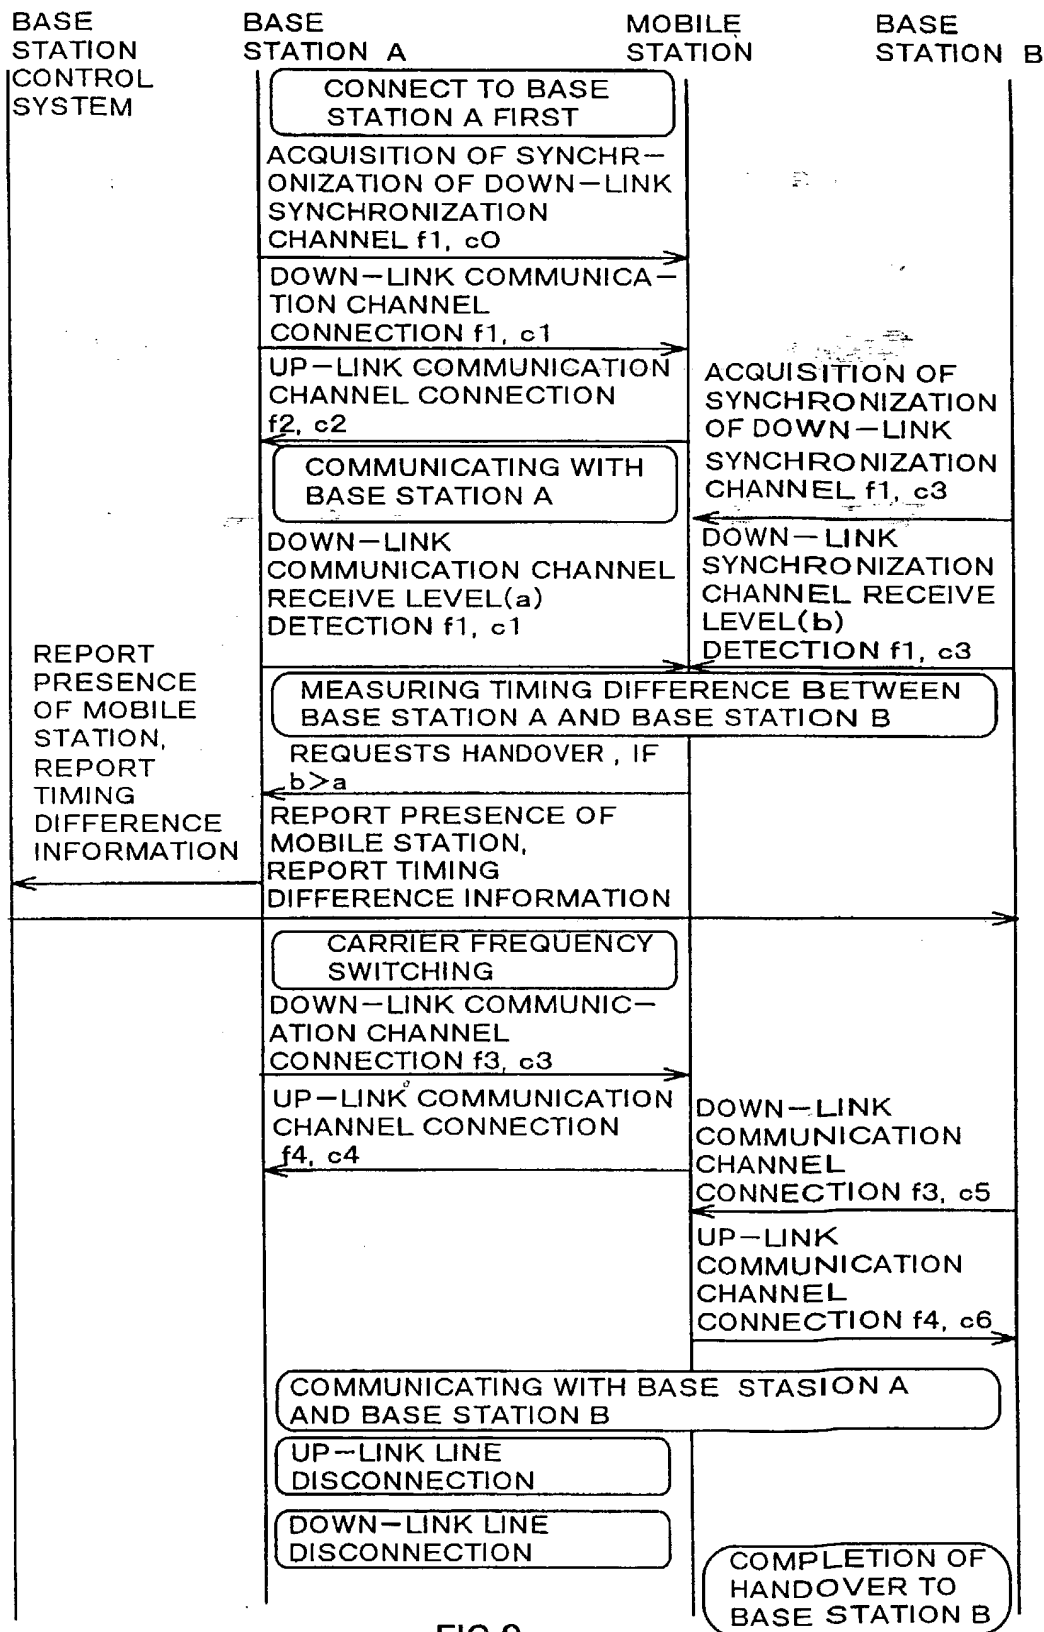 BASE
STATION
CONTROL
SYSTEM
BASE
STATION A
MOBILE
STATION
BASE
STATION B
CONNECT TO BASE
STATION A FIRST
ACQUISITION OF SYNCHR—
ONIZATION OF DOWN—LINK
SYNCHRONIZATION
CHANNEL f1, c0
DOWN—LINK COMMUNICA—
TION CHANNEL
CONNECTION f1, c1
UP—LINK COMMUNICATION
CHANNEL CONNECTION
f2, c2
ACQUISITION OF
SYNCHRONIZATION
OF DOWN—LINK
SYNCHRONIZATION
CHANNEL f1, c3
COMMUNICATING WITH
BASE STATION A
DOWN—LINK
COMMUNICATION CHANNEL
RECEIVE LEVEL(a)
DETECTION f1, c1
DOWN—LINK
SYNCHRONIZATION
CHANNEL RECEIVE
LEVEL(b)
DETECTION f1, c3
MEASURING TIMING DIFFERENCE BETWEEN
BASE STATION A AND BASE STATION B
REQUESTS HANDOVER , IF
b>a
REPORT
PRESENCE
OF MOBILE
STATION,
REPORT
TIMING
DIFFERENCE
INFORMATION
REPORT PRESENCE OF
MOBILE STATION,
REPORT TIMING
DIFFERENCE INFORMATION
CARRIER FREQUENCY
SWITCHING
DOWN—LINK COMMUNIC—
ATION CHANNEL
CONNECTION f3, c3
UP—LINK COMMUNICATION
CHANNEL CONNECTION
f4, c4
DOWN—LINK
COMMUNICATION
CHANNEL
CONNECTION f3, c5
UP—LINK
COMMUNICATION
CHANNEL
CONNECTION f4, c6
COMMUNICATING WITH BASE STASION A
AND BASE STATION B
UP—LINK LINE
DISCONNECTION
DOWN—LINK LINE
DISCONNECTION
COMPLETION OF
HANDOVER TO
BASE STATION B